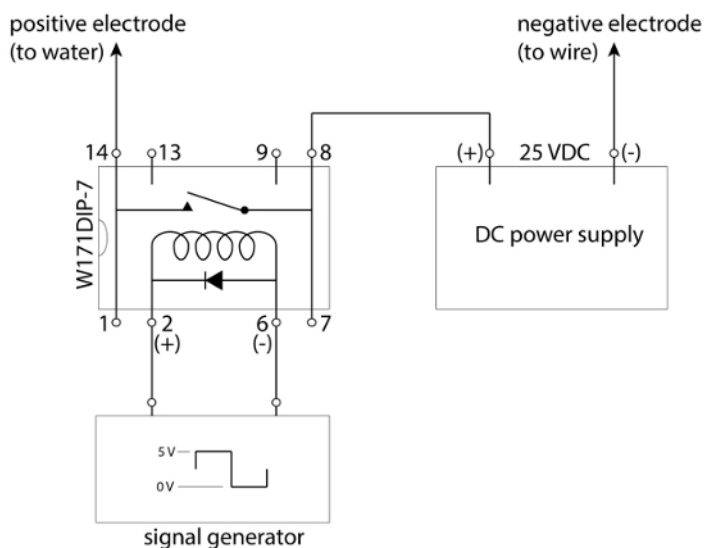 positive electrode
(to water)
negative electrode
(to wire)
14 13 9 8
(+) 25 VDC (-)
W171DIP-7
DC power supply
1 2 6 7
(+) (-)
5 V
0 V
signal generator